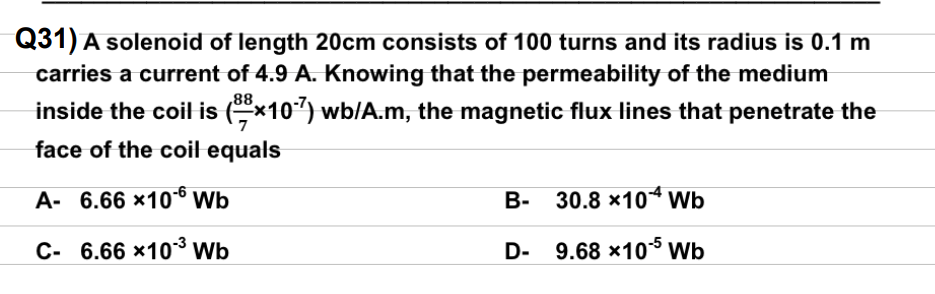 Q31) A solenoid of length 20cm consists of 100 turns and its radius is 0.1 m
carries a current of 4.9 A. Knowing that the permeability of the medium
inside the coil is (88/7×10⁻⁷) wb/A.m, the magnetic flux lines that penetrate the
face of the coil equals
A- 6.66 ×10⁻⁶ Wb B- 30.8 ×10⁻⁴ Wb
C- 6.66 ×10⁻³ Wb D- 9.68 ×10⁻⁵ Wb